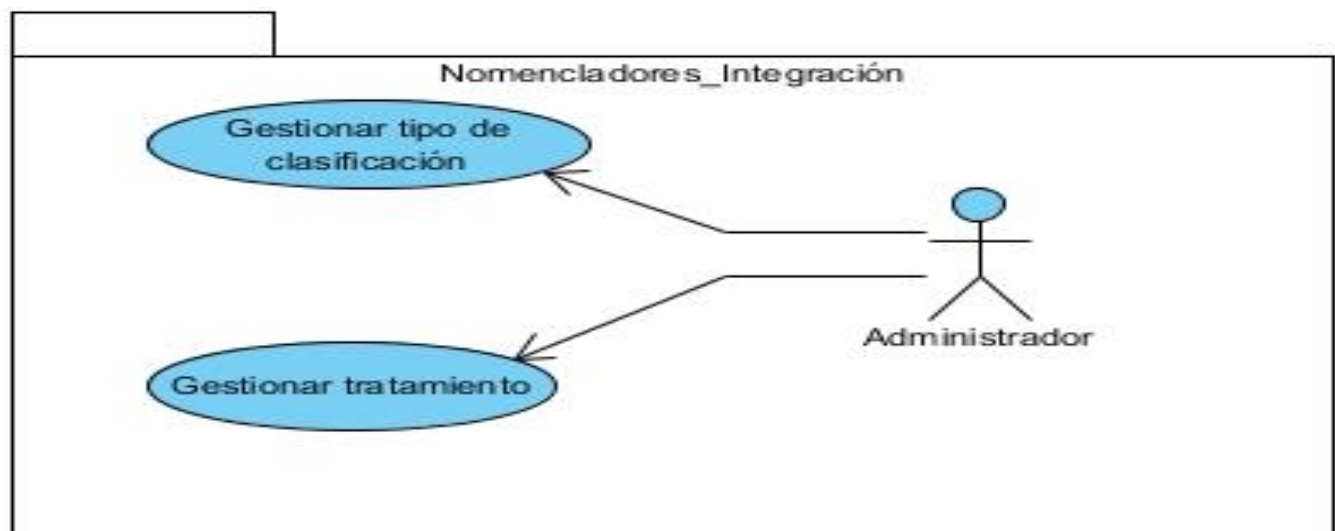 Nomencladores_Integración
Gestionar tipo de
clasificación
Administrador
Gestionar tratamiento